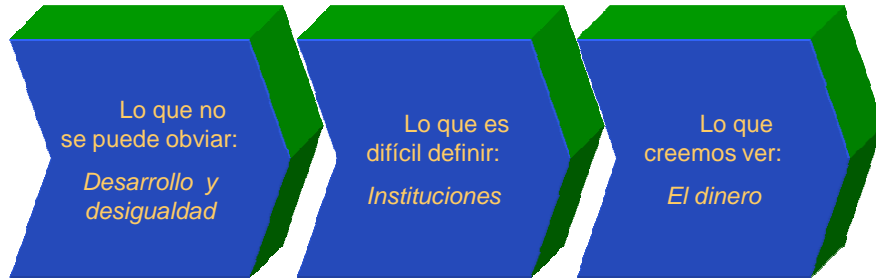 Lo que no
se puede obviar:
Desarrollo y
desigualdad
Lo que es
difícil definir:
Instituciones
Lo que
creemos ver:
El dinero